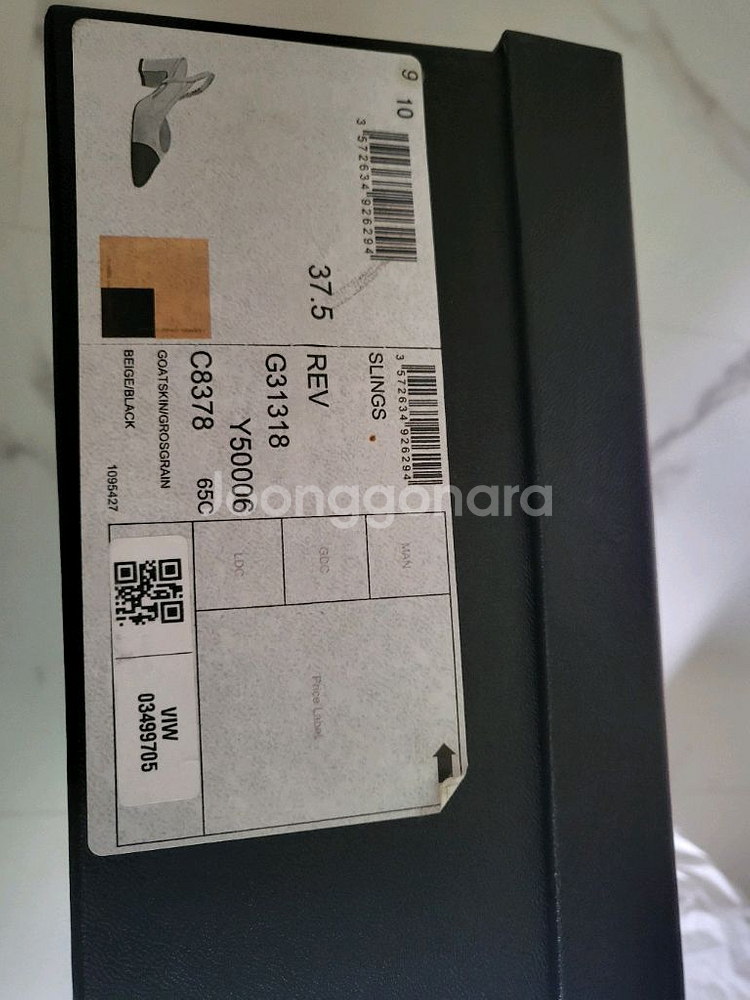 9 10
3 572634 926294
37.5
3 572634 926294
SLINGS
REV
G31318
Y50006
C8378
65C
GOATSKIN/GROSGRAIN
BEIGE/BLACK
1095427
MAN
GDC
LDC
Price Label
VIW
03499705
Joonggonara